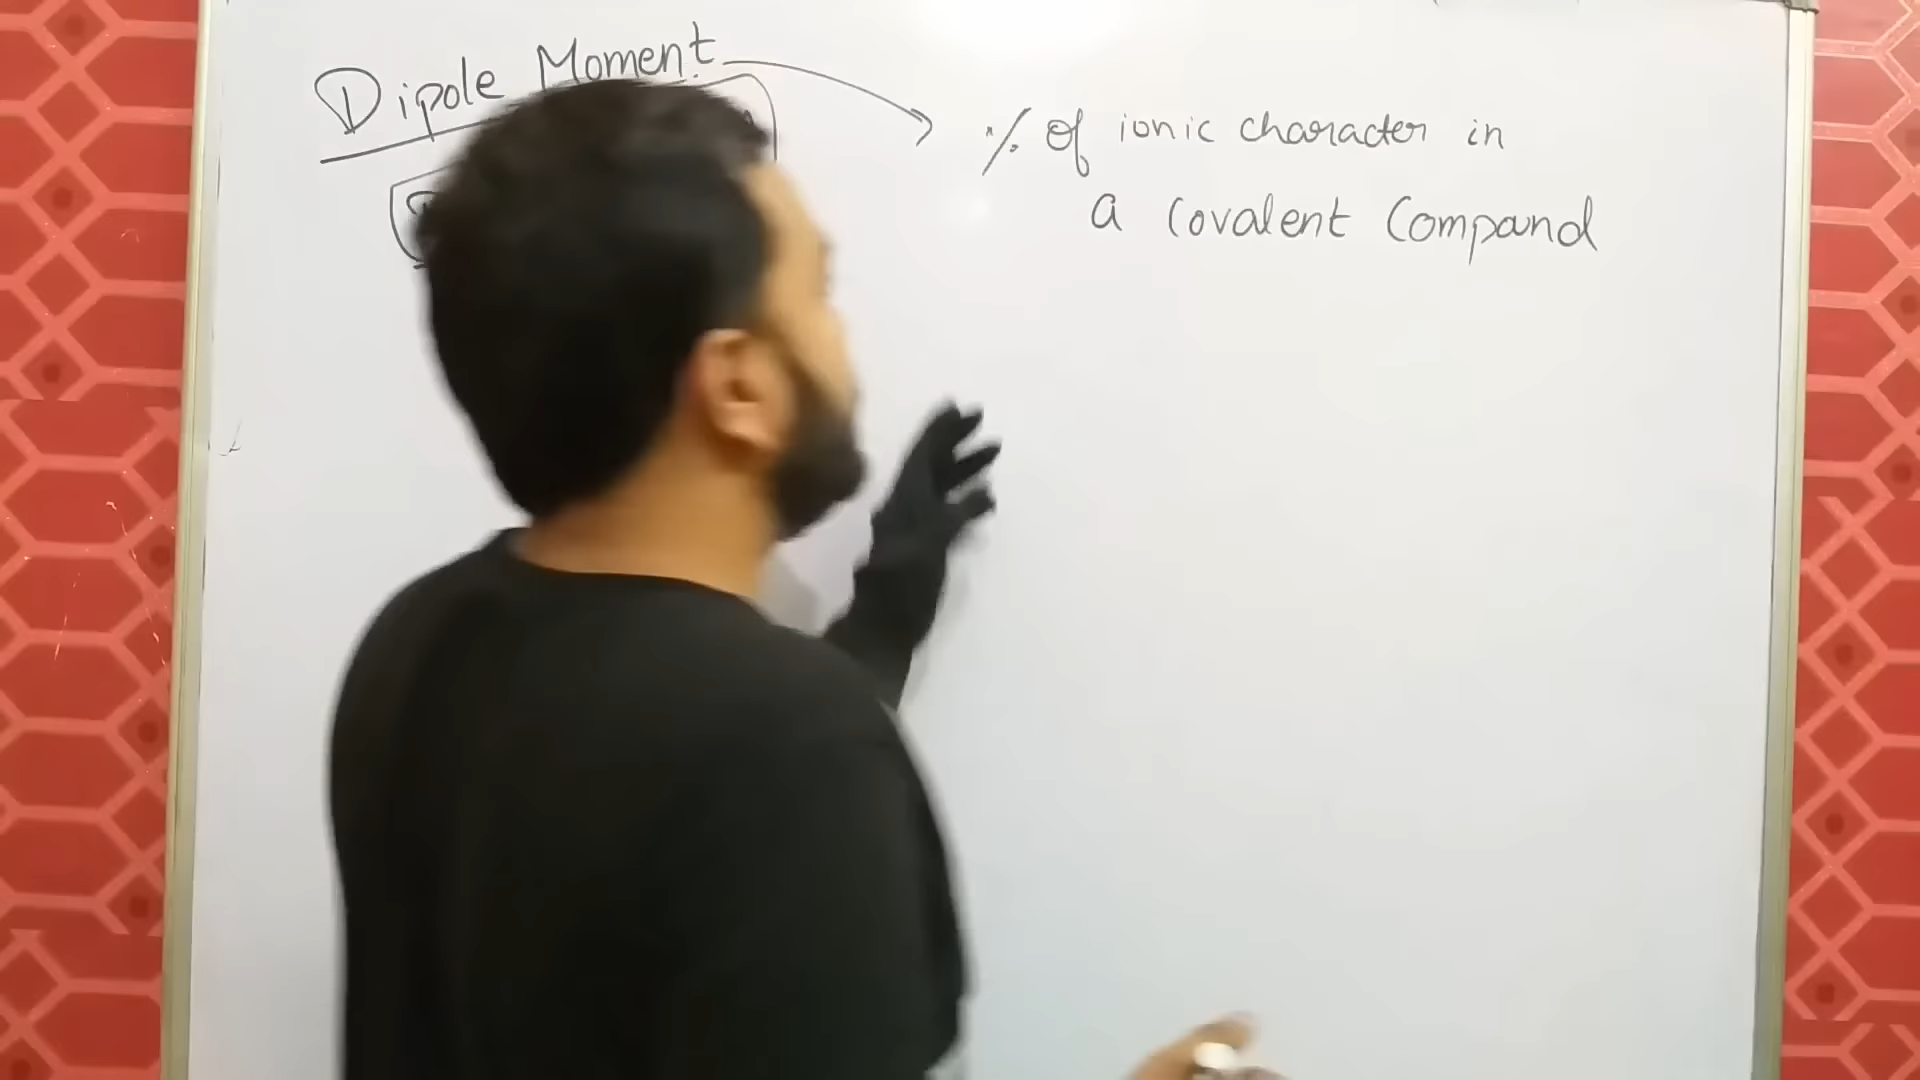 Dipole Moment
% of ionic character in
a Covalent Compand